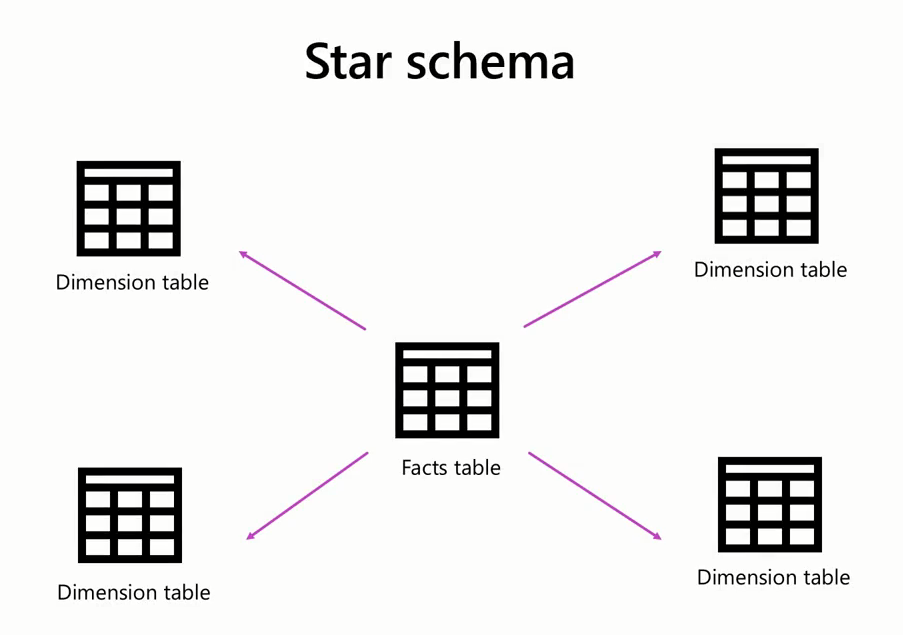 Star schema
Dimension table
Dimension table
Facts table
Dimension table
Dimension table